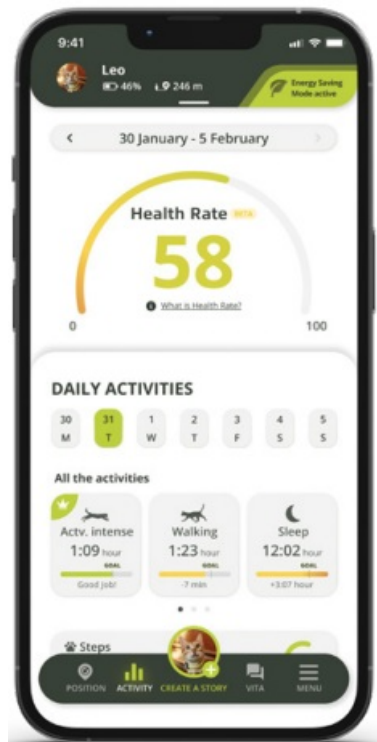 9:41
Leo
46% 246 m
Energy Saving
Mode active
30 January - 5 February
Health Rate BETA
58
What is Health Rate?
0 100
DAILY ACTIVITIES
30 31 1 2 3 4 5
M T W T F S S
All the activities
Actv. intense Walking Sleep
1:09 hour 1:23 hour 12:02 hour
GOAL GOAL GOAL
Good Job! -7 min +3:07 hour
Steps
POSITION ACTIVITY CREATE A STORY VITA MENU